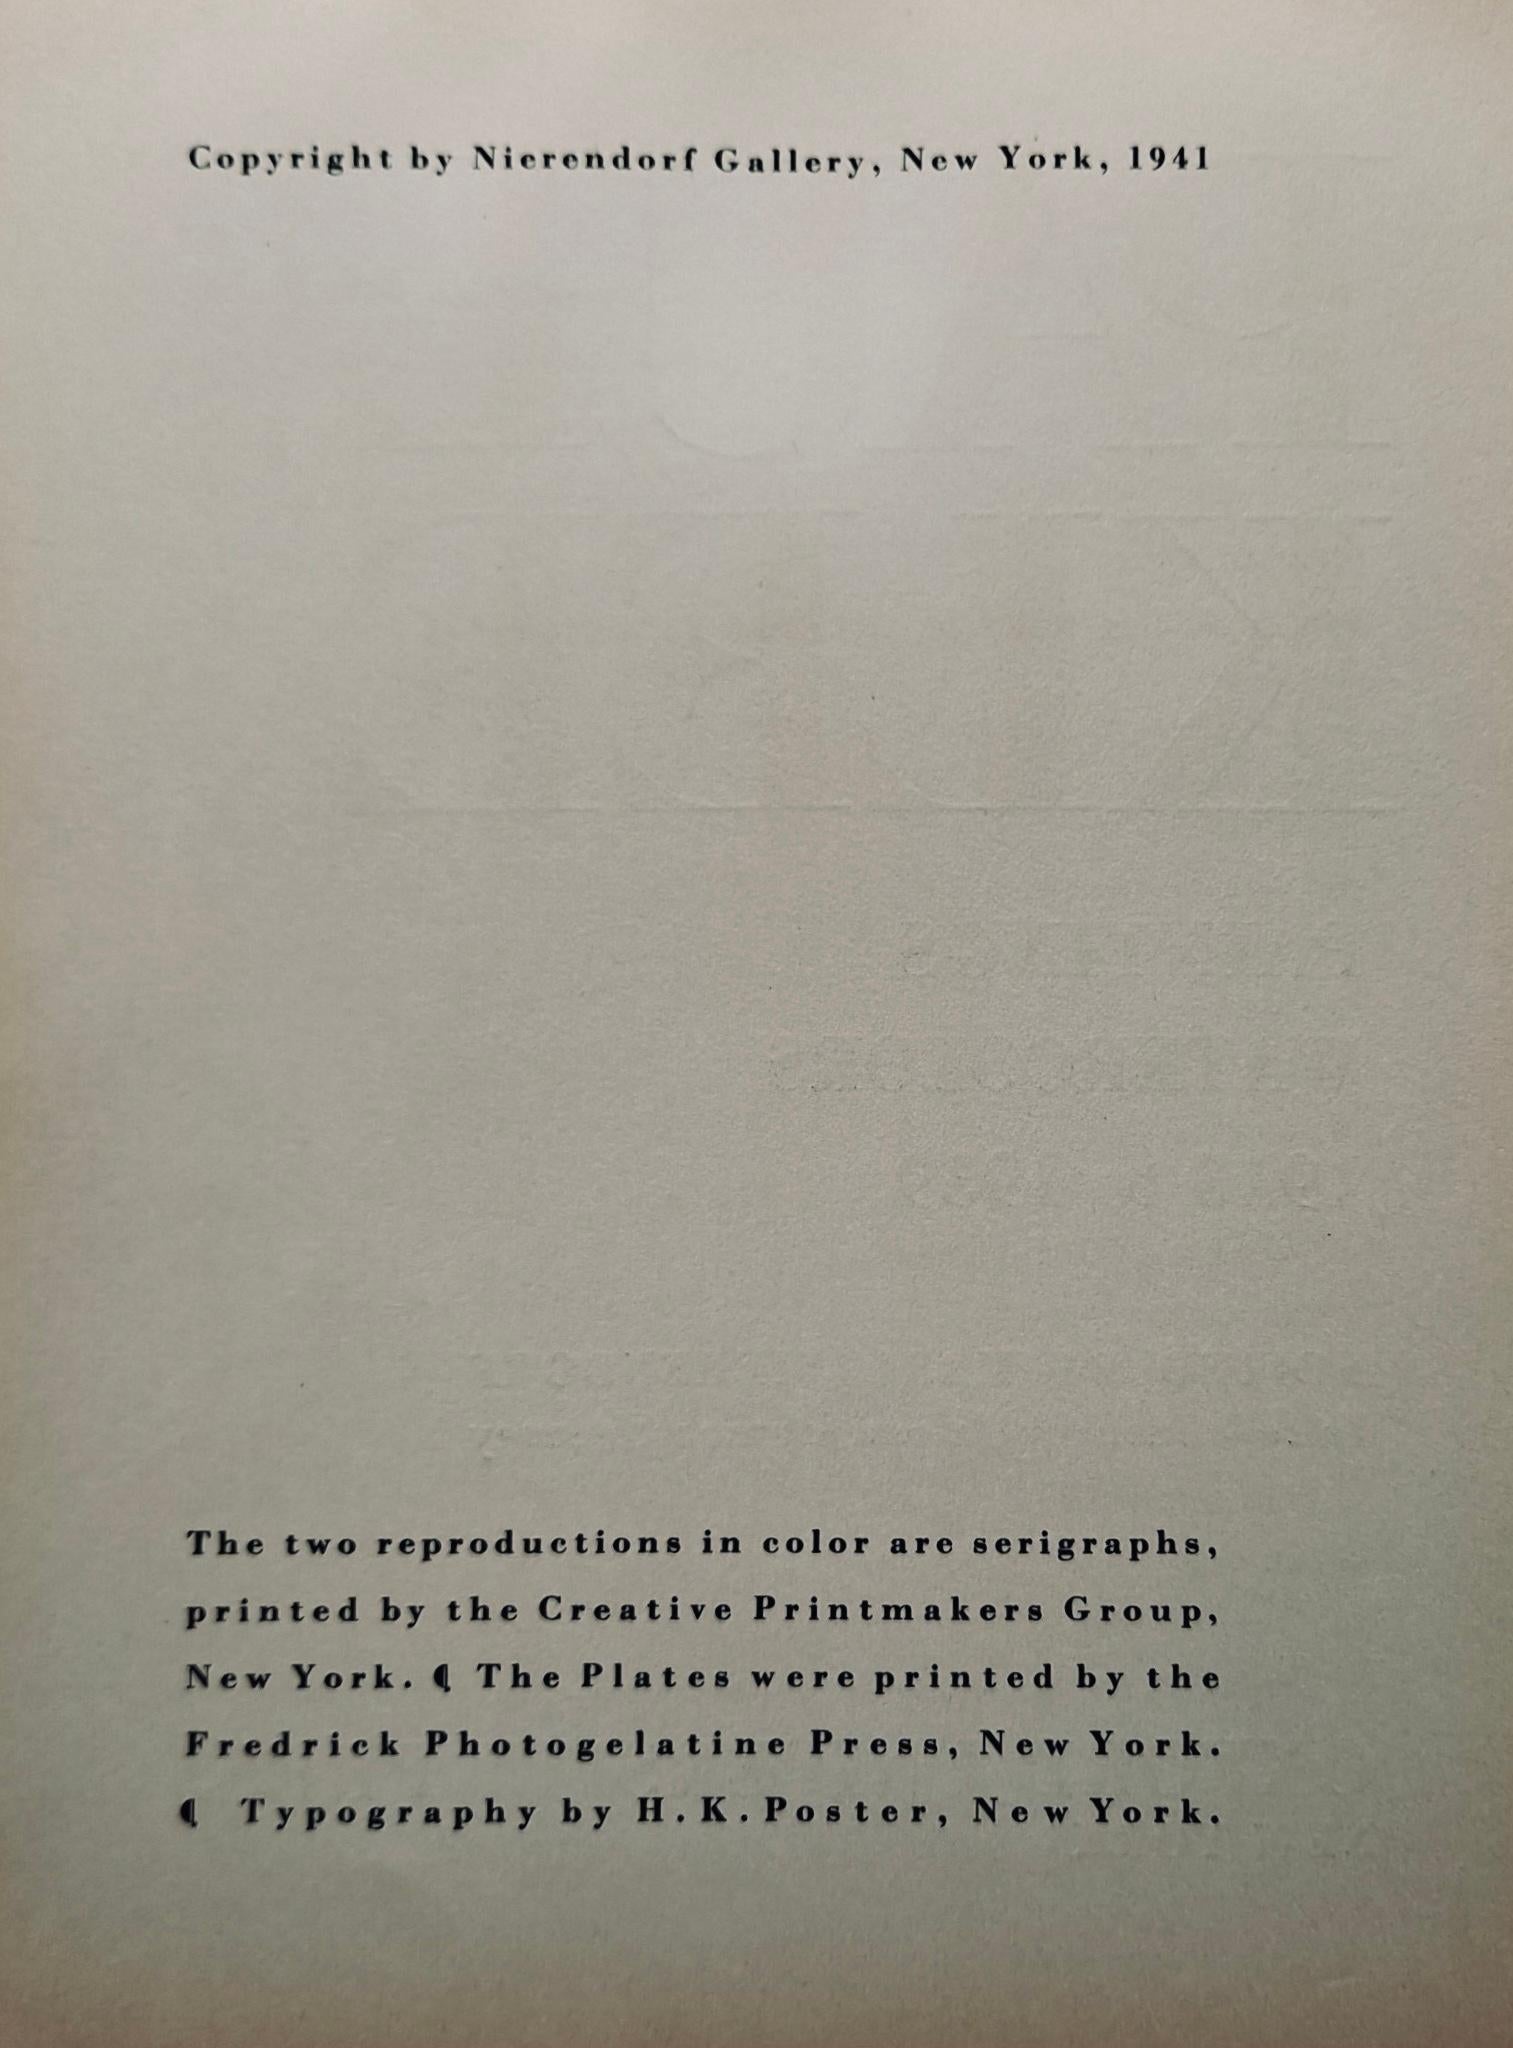 Copyright by Nierendorf Gallery, New York, 1941
The two reproductions in color are serigraphs,
printed by the Creative Printmakers Group,
New York. ¶ The Plates were printed by the
Fredrick Photogelatine Press, New York.
¶ Typography by H.K.Poster, New York.